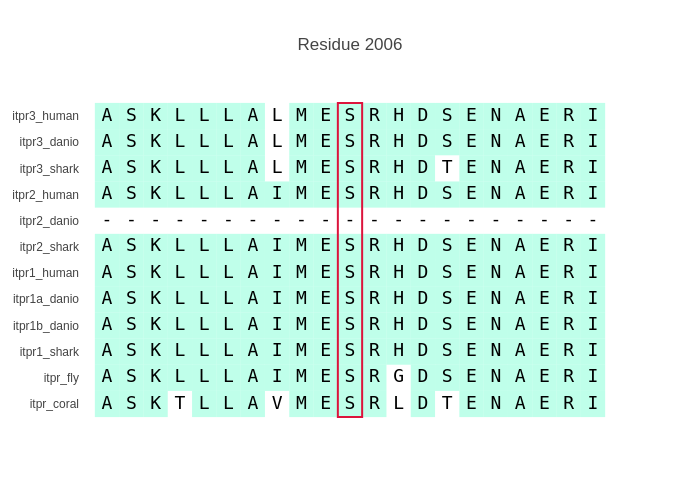 Residue 2006
itpr3_human A S K L L L A L M E S R H D S E N A E R I
itpr3_danio A S K L L L A L M E S R H D S E N A E R I
itpr3_shark A S K L L L A L M E S R H D T E N A E R I
itpr2_human A S K L L L A I M E S R H D S E N A E R I
itpr2_danio - - - - - - - - - - - - - - - - - - - - -
itpr2_shark A S K L L L A I M E S R H D S E N A E R I
itpr1_human A S K L L L A I M E S R H D S E N A E R I
itpr1a_danio A S K L L L A I M E S R H D S E N A E R I
itpr1b_danio A S K L L L A I M E S R H D S E N A E R I
itpr1_shark A S K L L L A I M E S R H D S E N A E R I
itpr_fly A S K L L L A I M E S R G D S E N A E R I
itpr_coral A S K T L L A V M E S R L D T E N A E R I